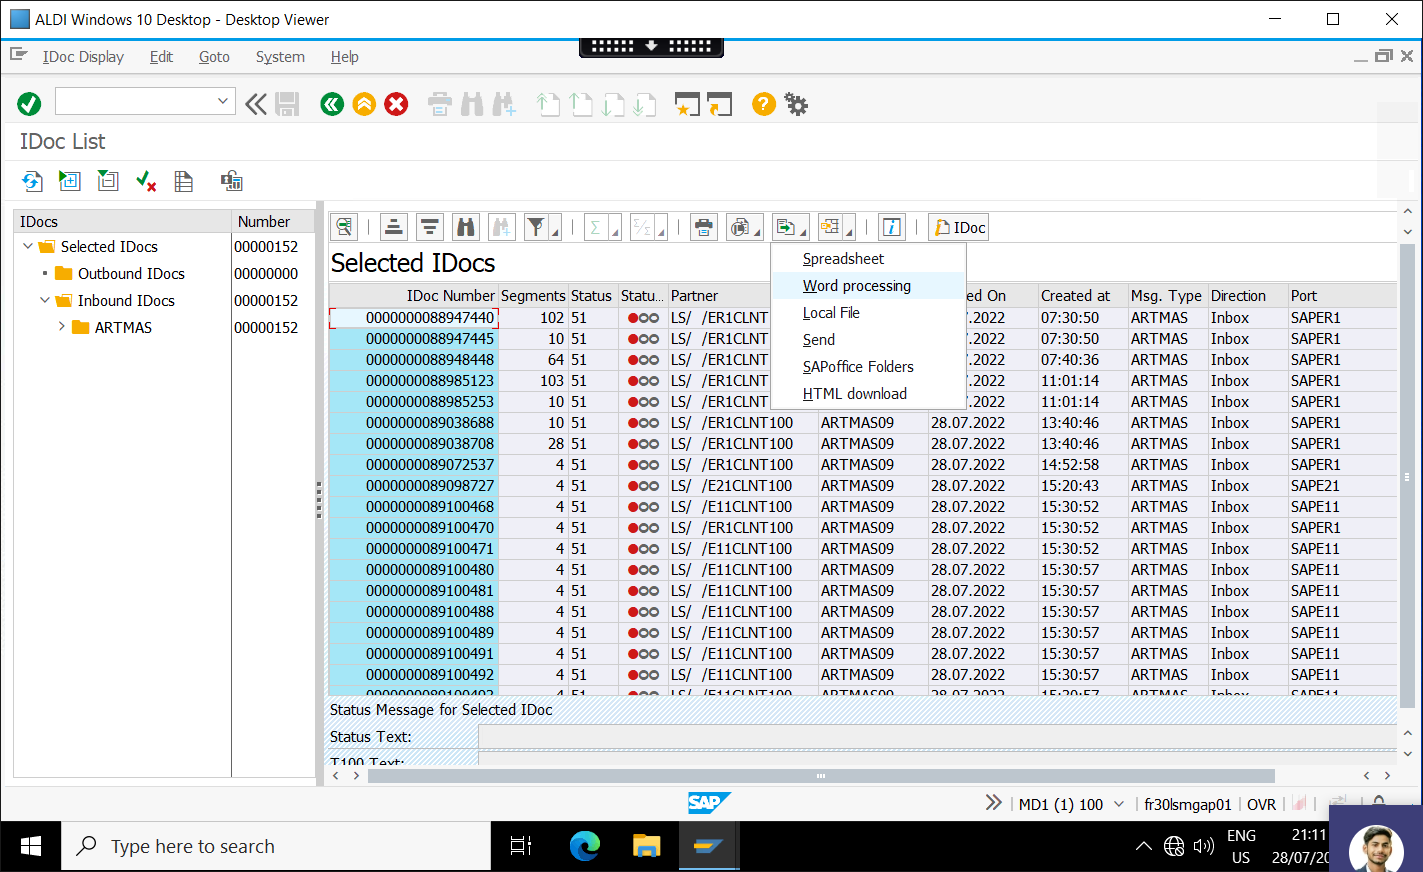 ALDI Windows 10 Desktop - Desktop Viewer
IDoc Display Edit Goto System Help
IDoc List
IDocs Number
Selected IDocs 00000152
Outbound IDocs 00000000
Inbound IDocs 00000152
ARTMAS 00000152
IDoc
Selected IDocs
Spreadsheet
Word processing
Local File
Send
SAPoffice Folders
HTML download
IDoc Number Segments Status Statu... Partner ed On Created at Msg. Type Direction Port
0000000088947440 102 51 LS/ /ER1CLNT .2022 07:30:50 ARTMAS Inbox SAPER1
0000000088947445 10 51 LS/ /ER1CLNT .2022 07:30:50 ARTMAS Inbox SAPER1
0000000088948448 64 51 LS/ /ER1CLNT .2022 07:40:36 ARTMAS Inbox SAPER1
0000000088985123 103 51 LS/ /ER1CLNT .2022 11:01:14 ARTMAS Inbox SAPER1
0000000088985253 10 51 LS/ /ER1CLNT .2022 11:01:14 ARTMAS Inbox SAPER1
0000000089038688 10 51 LS/ /ER1CLNT100 ARTMAS09 28.07.2022 13:40:46 ARTMAS Inbox SAPER1
0000000089038708 28 51 LS/ /ER1CLNT100 ARTMAS09 28.07.2022 13:40:46 ARTMAS Inbox SAPER1
0000000089072537 4 51 LS/ /ER1CLNT100 ARTMAS09 28.07.2022 14:52:58 ARTMAS Inbox SAPER1
0000000089098727 4 51 LS/ /E21CLNT100 ARTMAS09 28.07.2022 15:20:43 ARTMAS Inbox SAPE21
0000000089100468 4 51 LS/ /E11CLNT100 ARTMAS09 28.07.2022 15:30:52 ARTMAS Inbox SAPE11
0000000089100470 4 51 LS/ /ER1CLNT100 ARTMAS09 28.07.2022 15:30:52 ARTMAS Inbox SAPER1
0000000089100471 4 51 LS/ /E11CLNT100 ARTMAS09 28.07.2022 15:30:52 ARTMAS Inbox SAPE11
0000000089100480 4 51 LS/ /E11CLNT100 ARTMAS09 28.07.2022 15:30:57 ARTMAS Inbox SAPE11
0000000089100481 4 51 LS/ /E11CLNT100 ARTMAS09 28.07.2022 15:30:57 ARTMAS Inbox SAPE11
0000000089100488 4 51 LS/ /E11CLNT100 ARTMAS09 28.07.2022 15:30:57 ARTMAS Inbox SAPE11
0000000089100489 4 51 LS/ /E11CLNT100 ARTMAS09 28.07.2022 15:30:57 ARTMAS Inbox SAPE11
0000000089100491 4 51 LS/ /E11CLNT100 ARTMAS09 28.07.2022 15:30:57 ARTMAS Inbox SAPE11
0000000089100492 4 51 LS/ /E11CLNT100 ARTMAS09 28.07.2022 15:30:57 ARTMAS Inbox SAPE11
Status Message for Selected IDoc
Status Text:
T100 Text:
SAP MD1 (1) 100 fr30lsmgap01 OVR
Type here to search
ENG 21:11
US 28/07/20